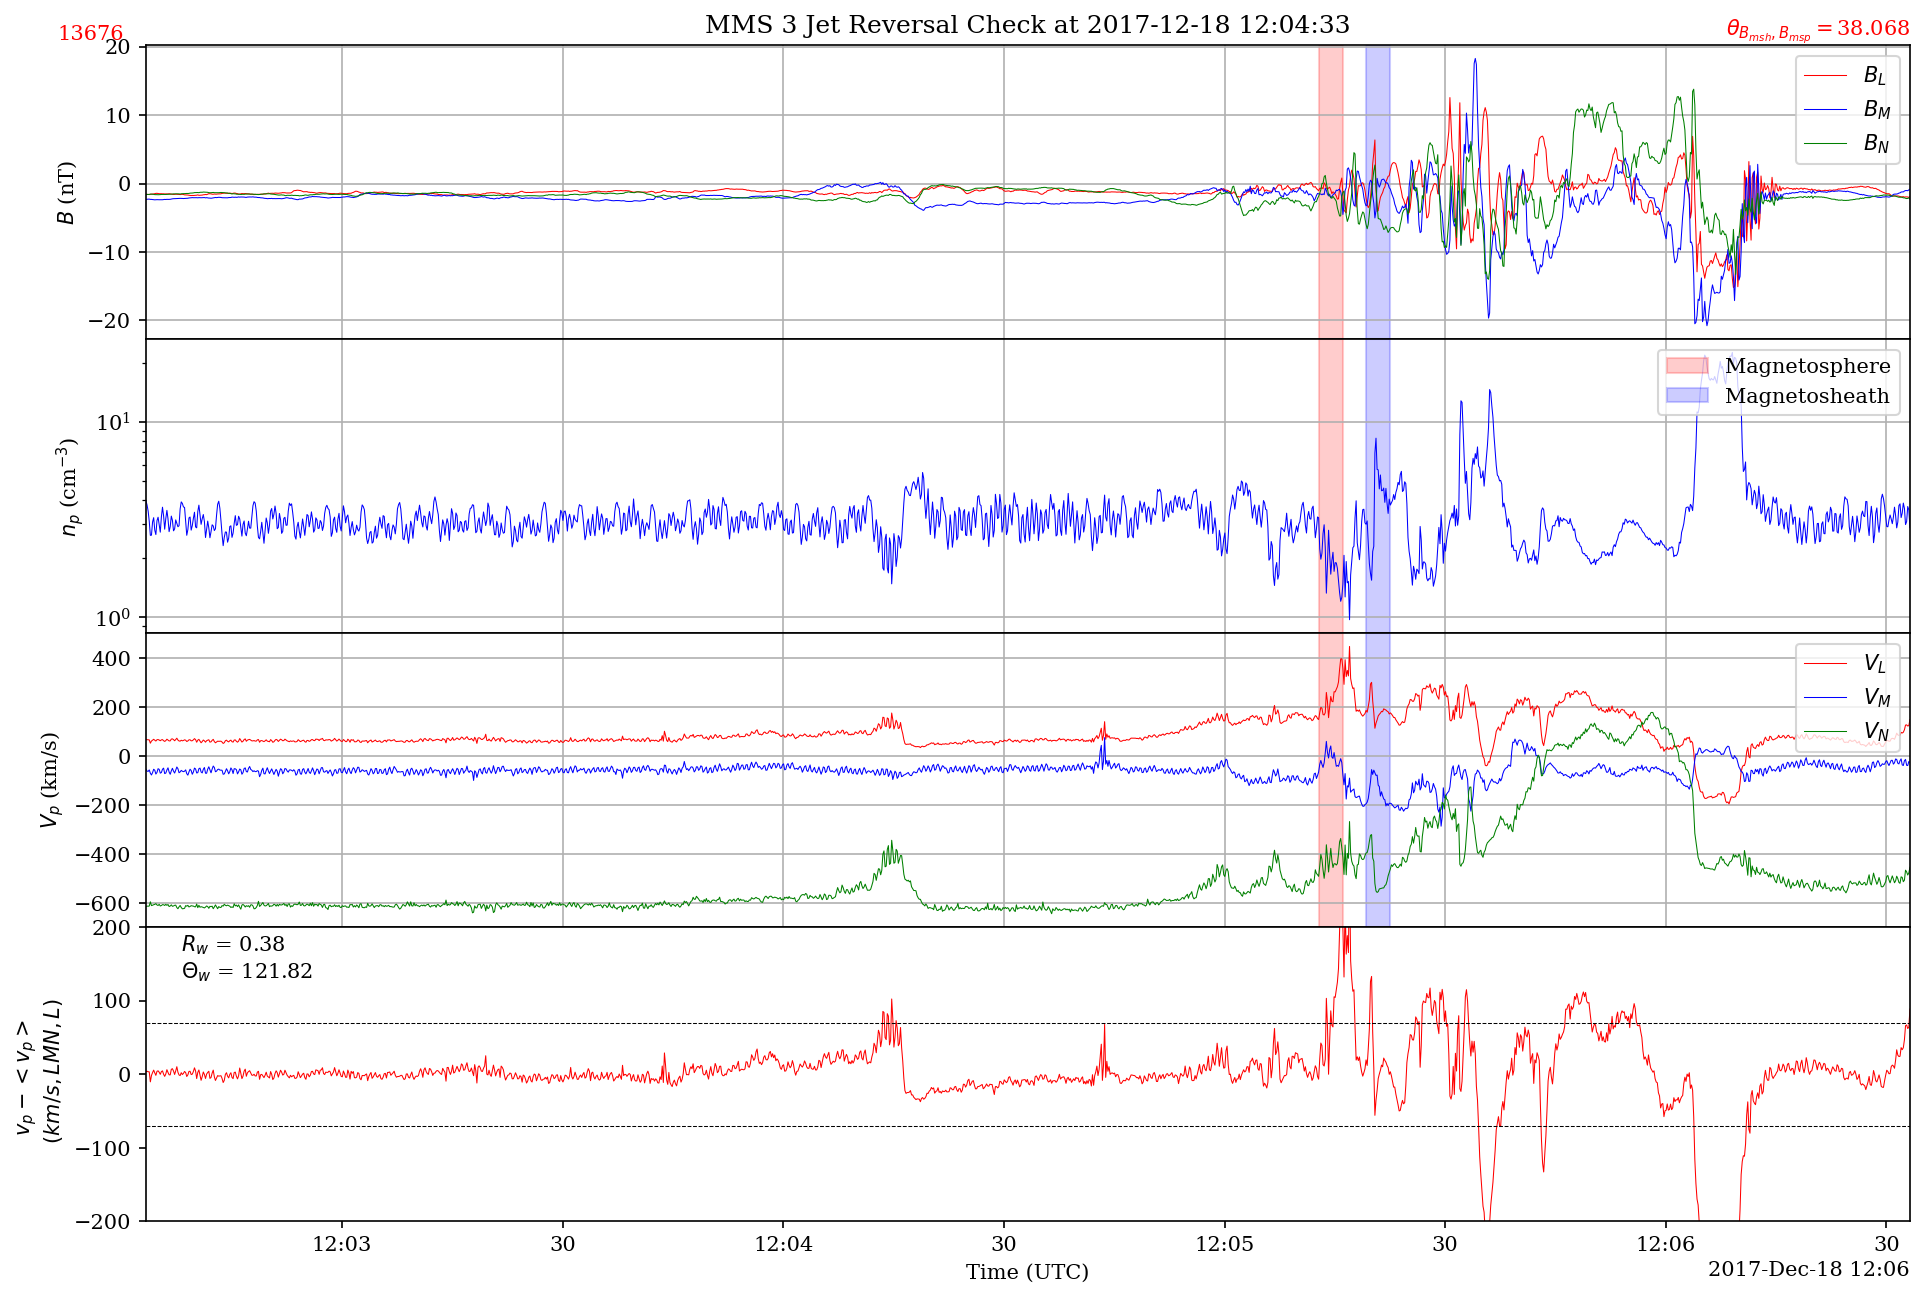 MMS 3 Jet Reversal Check at 2017-12-18 12:04:33
13676
θ_{B_{msh}, B_{msp}} = 38.068
20
10
0
−10
−20
B (nT)
B_L
B_M
B_N
10^1
10^0
n_p (cm^{−3})
Magnetosphere
Magnetosheath
400
200
0
−200
−400
−600
V_p (km/s)
V_L
V_M
V_N
200
100
0
−100
−200
v_p − < v_p >
(km/s, LMN, L)
R_w = 0.38
Θ_w = 121.82
12:03
30
12:04
30
12:05
30
12:06
30
Time (UTC)
2017-Dec-18 12:06